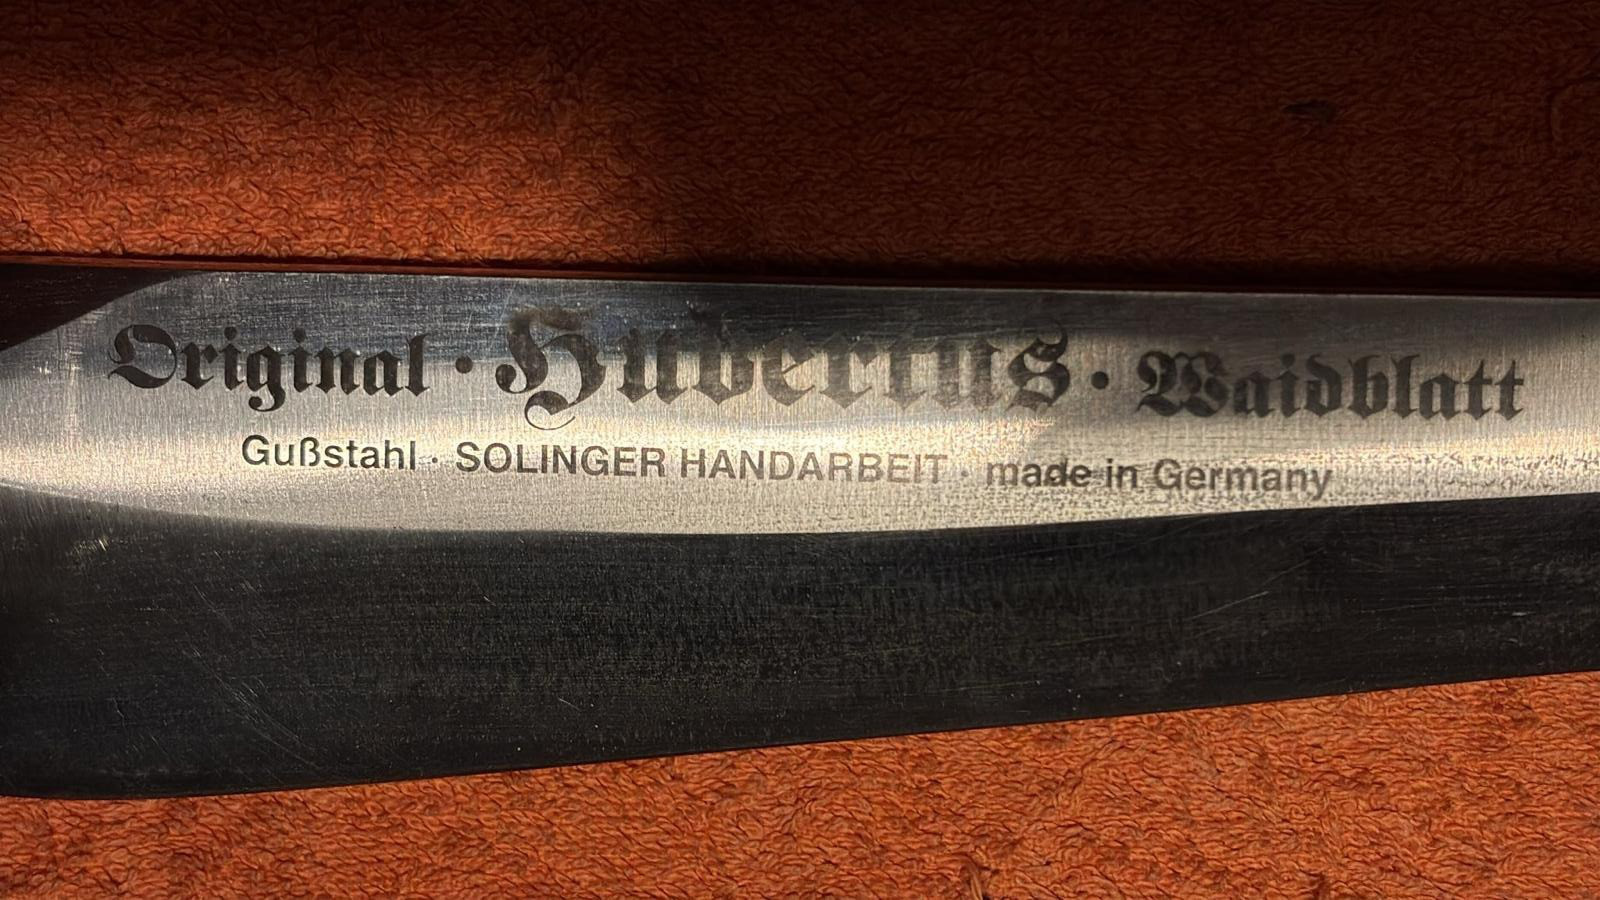 Original · Hubertus · Waidblatt
Gußstahl · SOLINGER HANDARBEIT · made in Germany